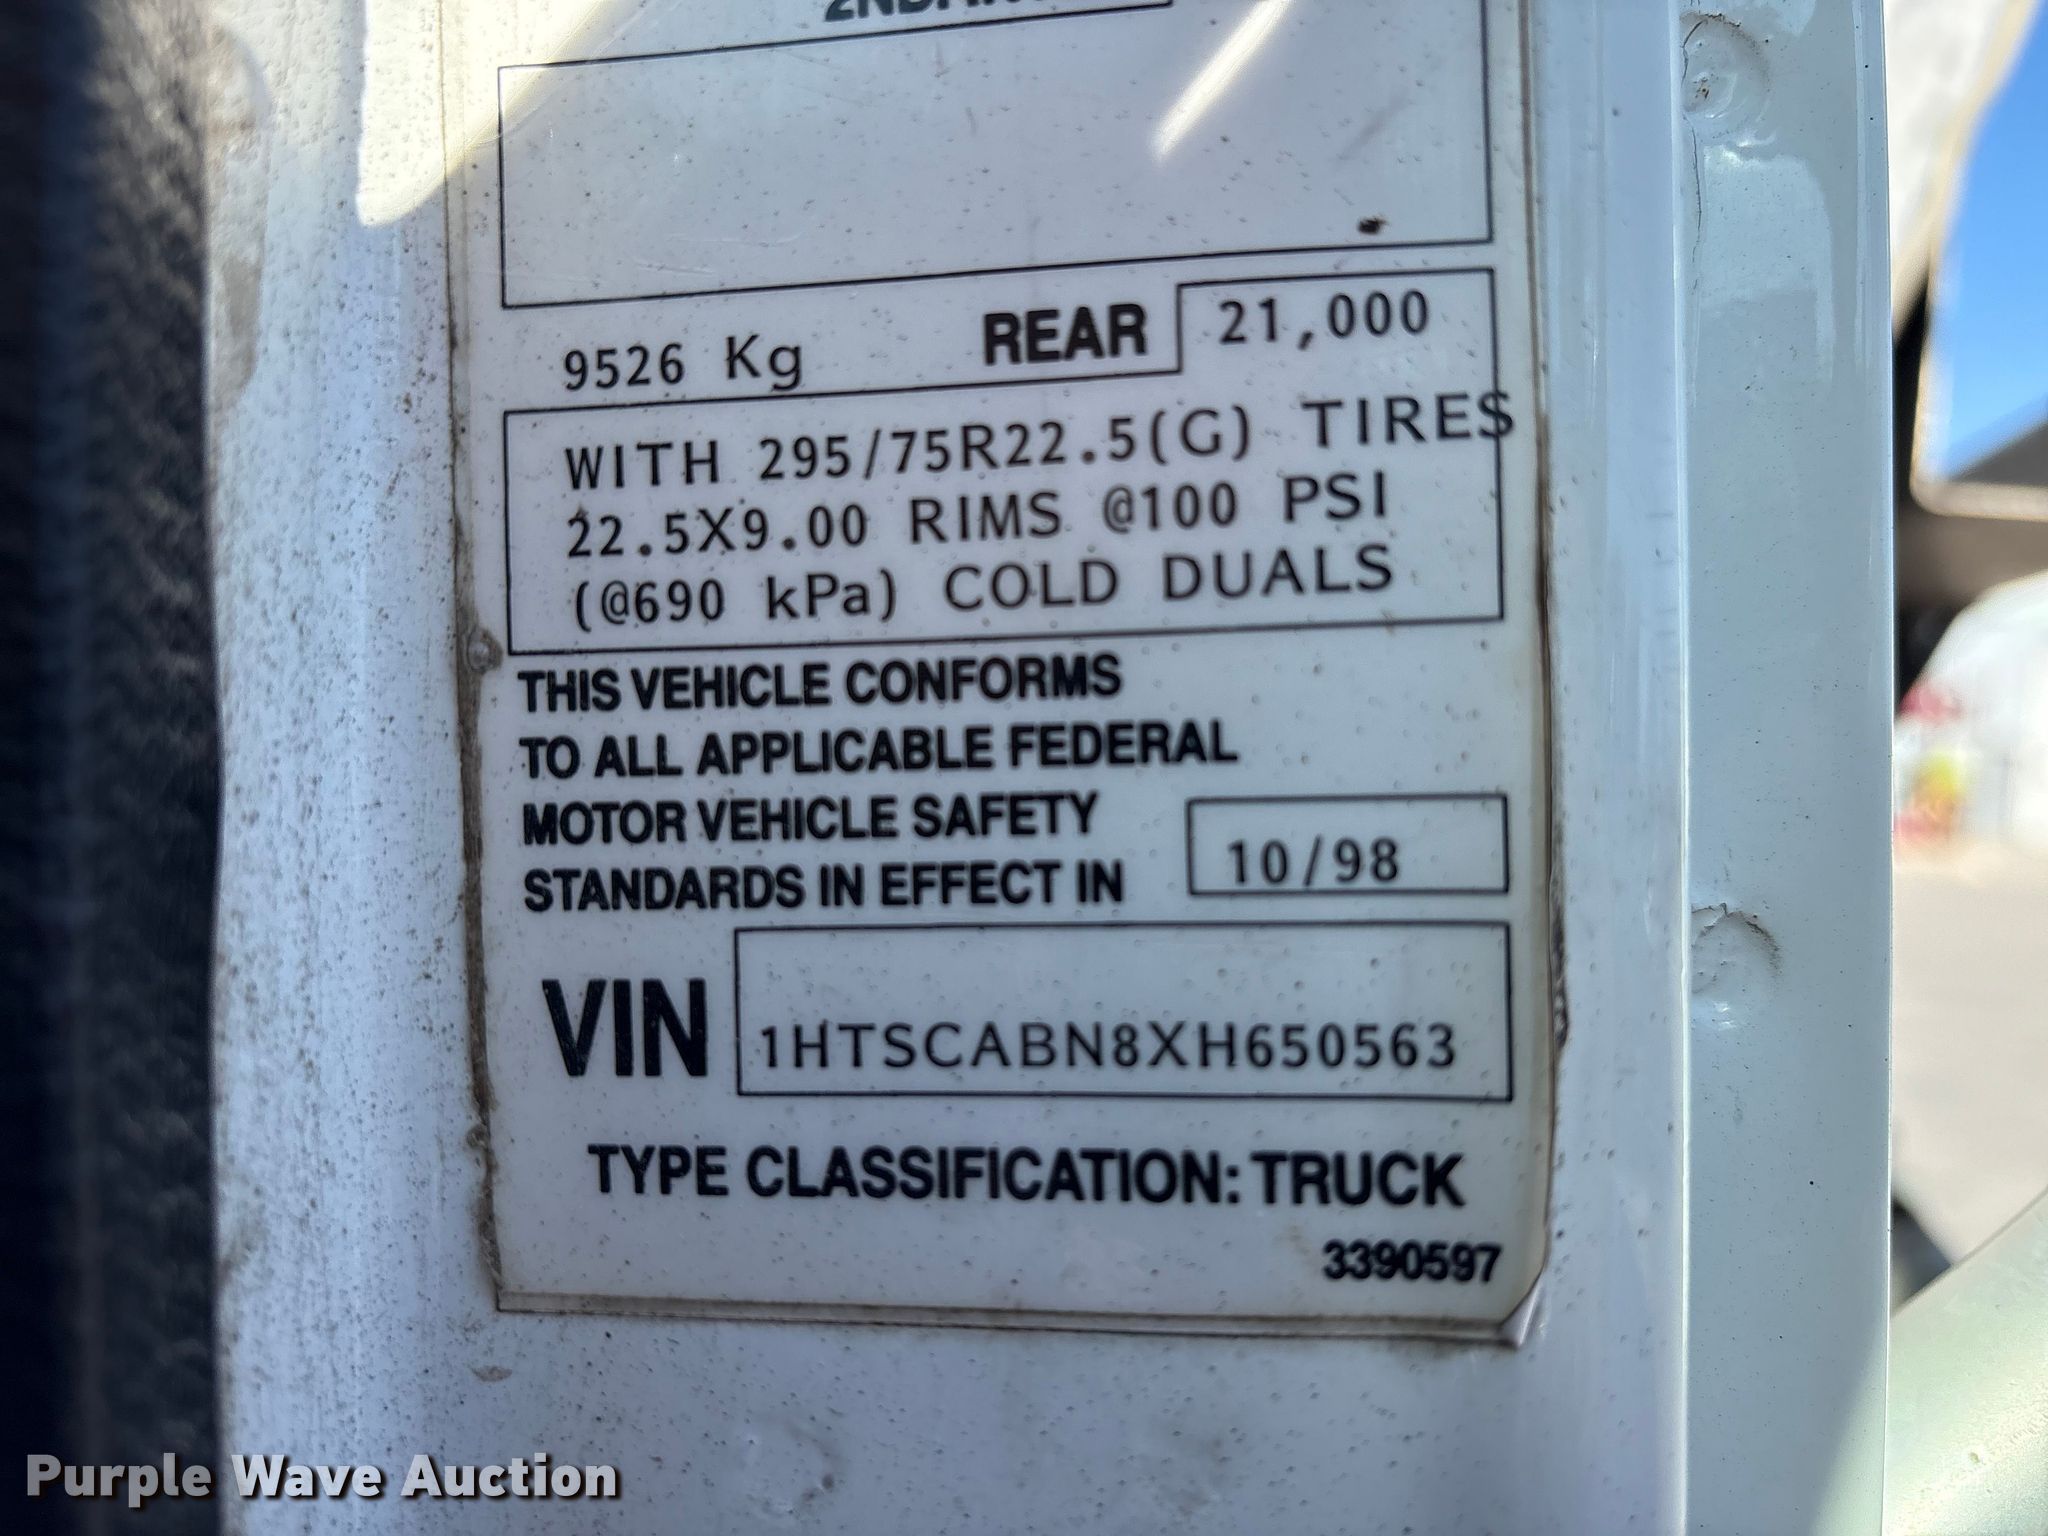 9526 Kg REAR 21,000
WITH 295/75R22.5(G) TIRES
22.5X9.00 RIMS @100 PSI
(@690 kPa) COLD DUALS
THIS VEHICLE CONFORMS
TO ALL APPLICABLE FEDERAL
MOTOR VEHICLE SAFETY
STANDARDS IN EFFECT IN 10/98
VIN 1HTSCABN8XH650563
TYPE CLASSIFICATION: TRUCK
3390597
Purple Wave Auction